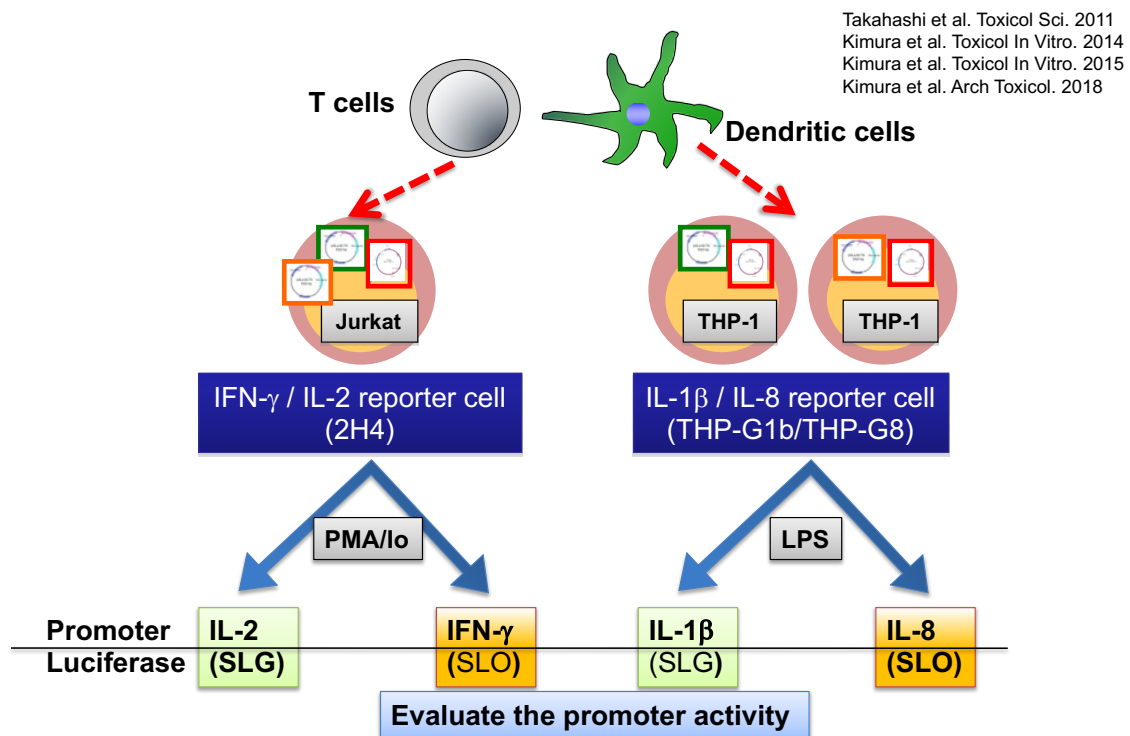 Takahashi et al. Toxicol Sci. 2011
Kimura et al. Toxicol In Vitro. 2014
Kimura et al. Toxicol In Vitro. 2015
Kimura et al. Arch Toxicol. 2018
T cells
Dendritic cells
Jurkat
THP-1
THP-1
IFN-γ / IL-2 reporter cell
(2H4)
IL-1β / IL-8 reporter cell
(THP-G1b/THP-G8)
PMA/Io
LPS
Promoter
Luciferase
IL-2
(SLG)
IFN-γ
(SLO)
IL-1β
(SLG)
IL-8
(SLO)
Evaluate the promoter activity